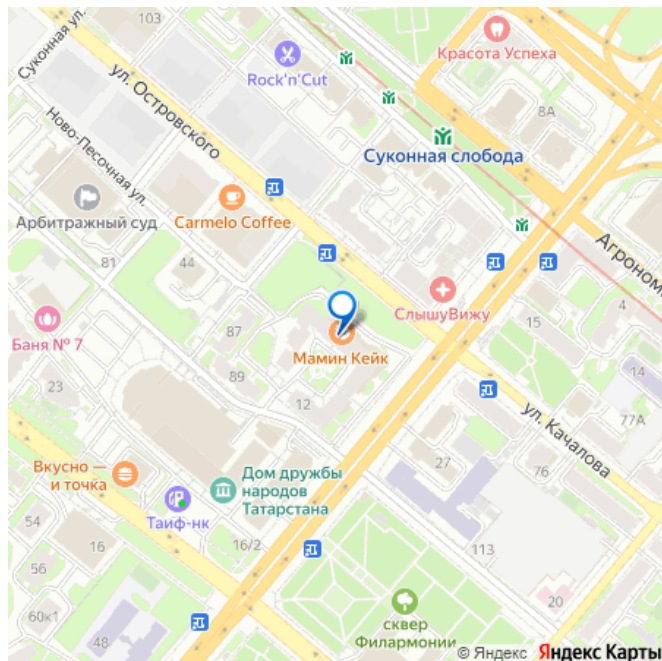 103
Суконная ул.
Rock'n'Cut
Красота Успеха
8А
ул. Островского
Суконная слобода
Ново-Песочная ул.
Арбитражный суд
Carmelo Coffee
Агроном
81
44
4
СлышуВижу
15
87
Баня № 7
Мамин Кейк
14
89
23
12
77А
ул. Качалова
Вкусно —
и точка
27
76
Дом дружбы
народов
Татарстана
Таиф-нк
54
16
16/2
113
56
20
60к1
48
сквер
Филармонии
© Яндекс Яндекс Карты